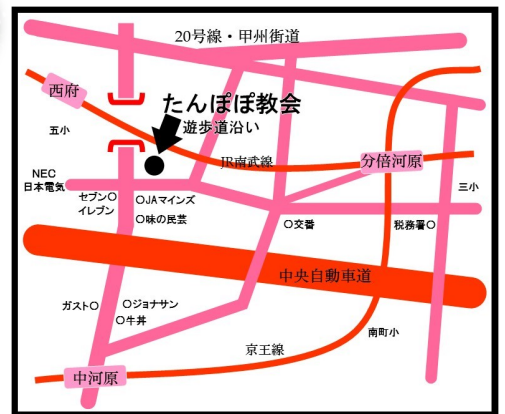 20号線・甲州街道
西府
たんぽぽ教会
遊歩道沿い
五小
JR南武線
分倍河原
NEC
日本電気
セブン○
イレブン
○JAマインズ
○味の民芸
三小
○交番
税務署○
中央自動車道
ガスト○
○ジョナサン
○牛丼
南町小
京王線
中河原